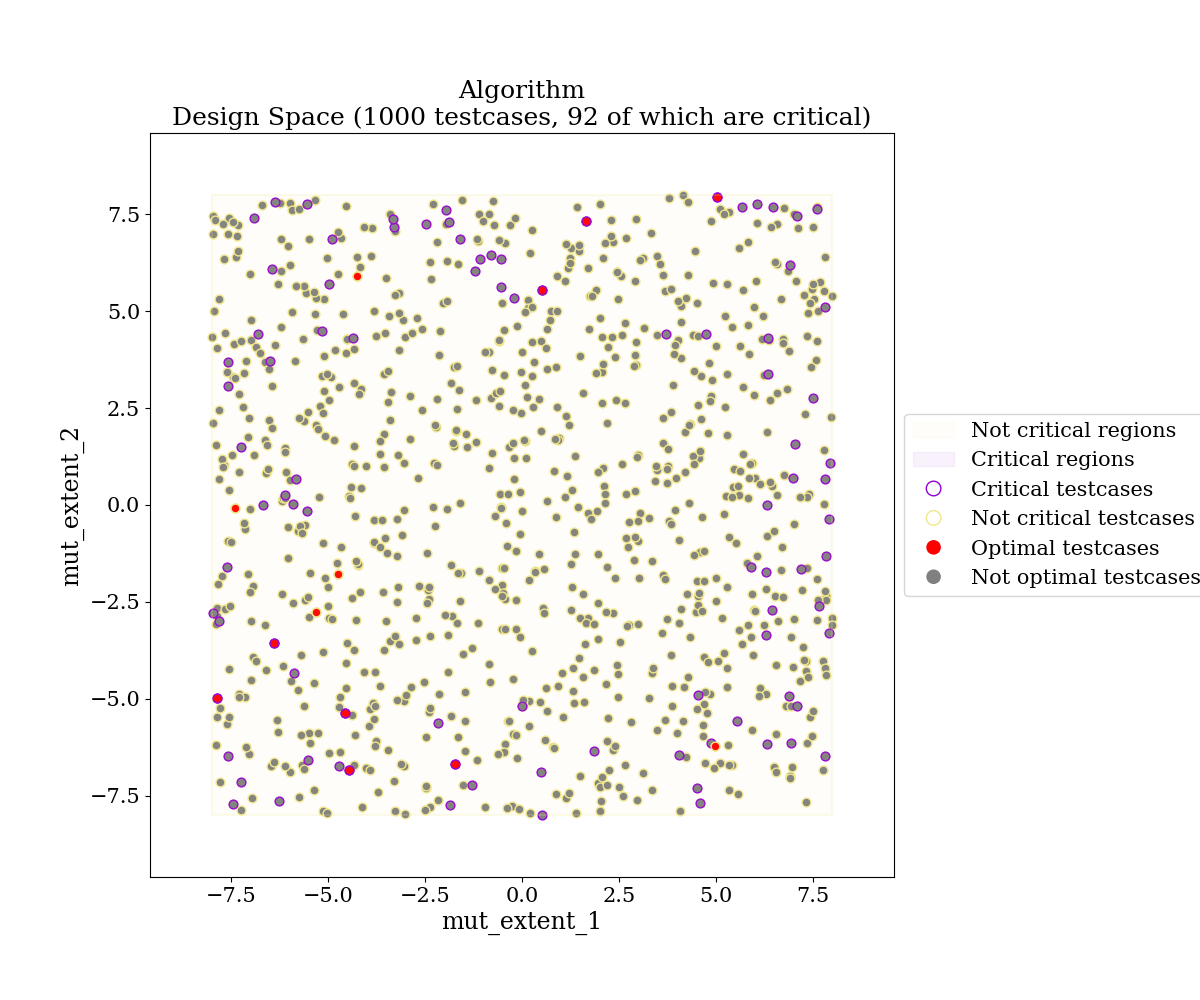 Algorithm
Design Space (1000 testcases, 92 of which are critical)
7.5
5.0
2.5
0.0
−2.5
−5.0
−7.5
mut_extent_2
−7.5 −5.0 −2.5 0.0 2.5 5.0 7.5
mut_extent_1
Not critical regions
Critical regions
Critical testcases
Not critical testcases
Optimal testcases
Not optimal testcases